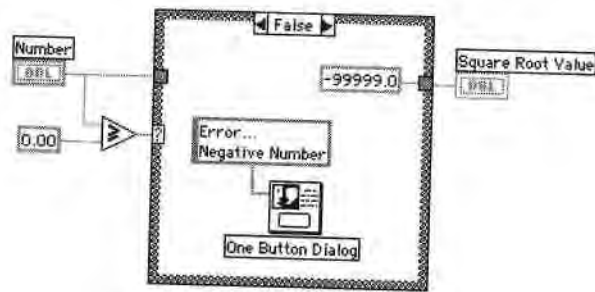 False
Number
DBL
-99999.0
Square Root Value
DBL
0.00
?
Error...
Negative Number
One Button Dialog